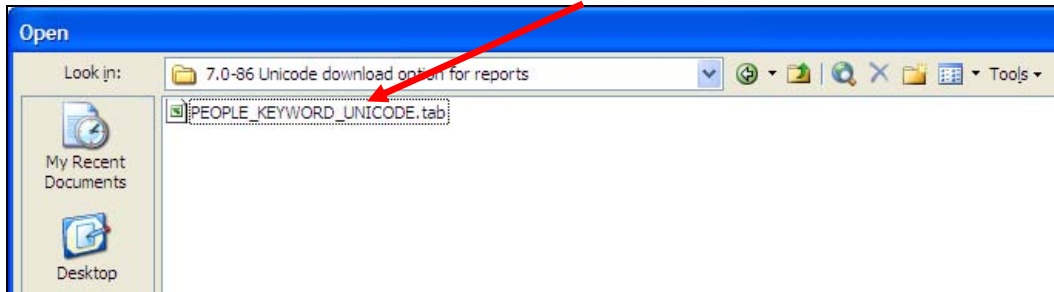 Open
Look in:
7.0-86 Unicode download option for reports
Tools
PEOPLE_KEYWORD_UNICODE.tab
My Recent
Documents
Desktop